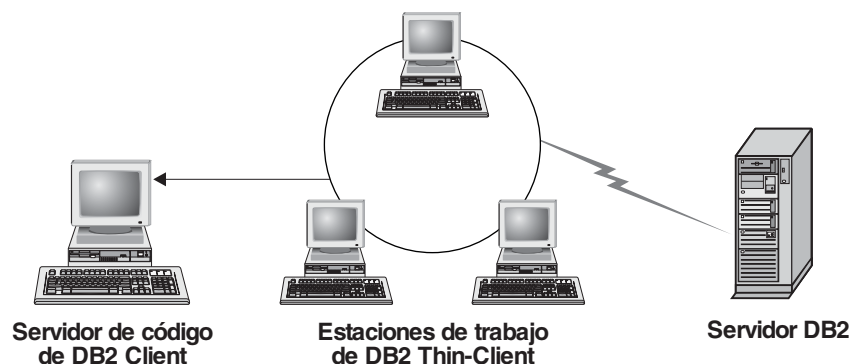 Servidor de código
de DB2 Client
Estaciones de trabajo
de DB2 Thin-Client
Servidor DB2